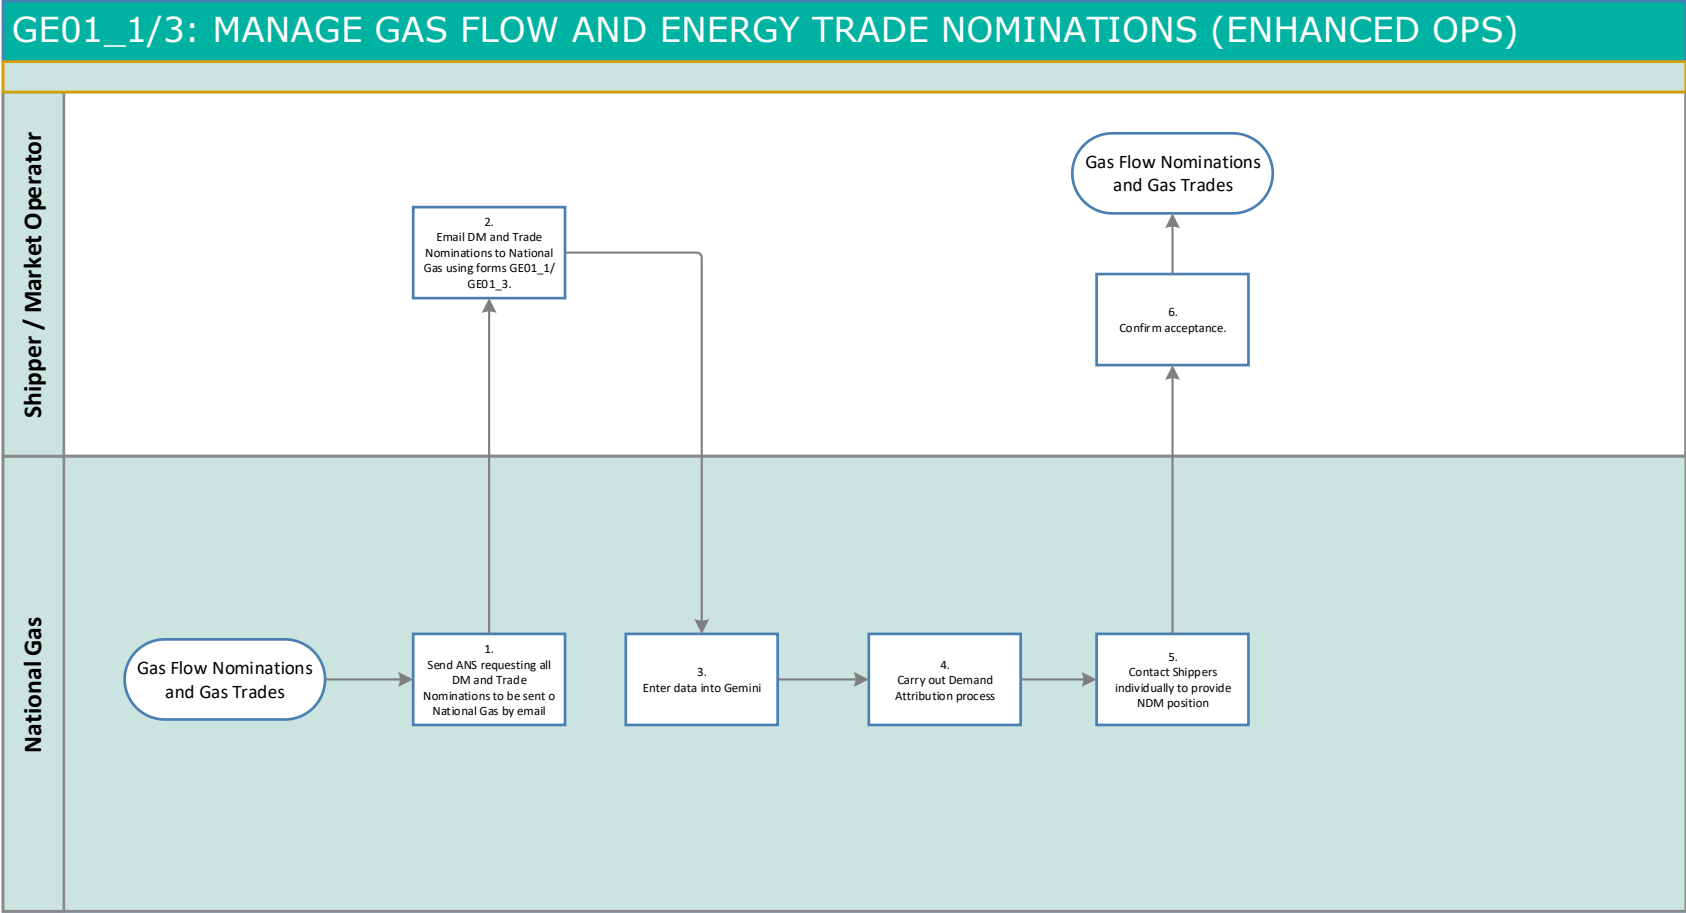 GE01_1/3: MANAGE GAS FLOW AND ENERGY TRADE NOMINATIONS (ENHANCED OPS)
Shipper / Market Operator
Gas Flow Nominations
and Gas Trades
2.
Email DM and Trade
Nominations to National
Gas using forms GE01_1/
GE01_3.
6.
Confirm acceptance.
National Gas
Gas Flow Nominations
and Gas Trades
1.
Send ANS requesting all
DM and Trade
Nominations to be sent o
National Gas by email
3.
Enter data into Gemini
4.
Carry out Demand
Attribution process
5.
Contact Shippers
individually to provide
NDM position